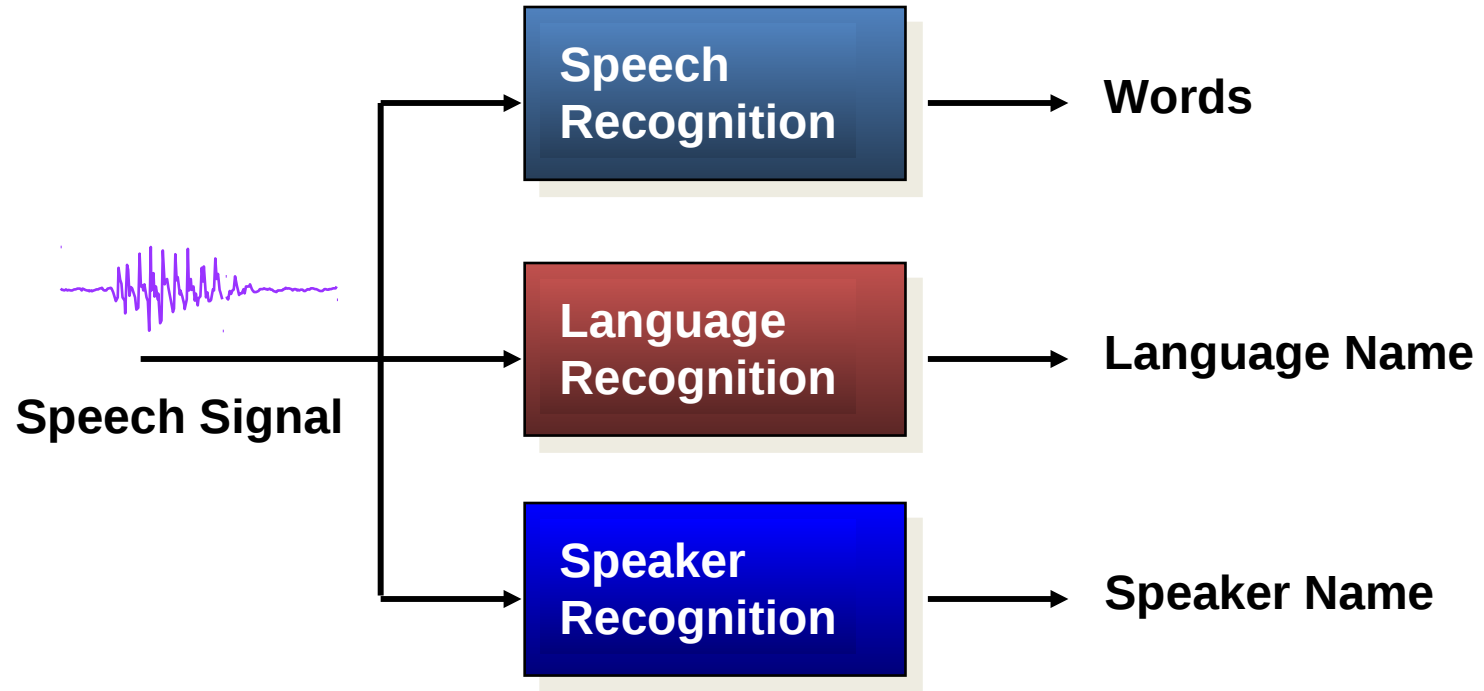 Speech
Recognition
Words
Speech Signal
Language
Recognition
Language Name
Speaker
Recognition
Speaker Name